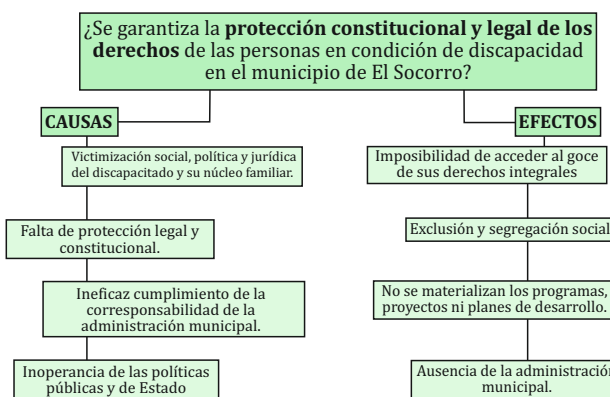 ¿Se garantiza la protección constitucional y legal de los
derechos de las personas en condición de discapacidad
en el municipio de El Socorro?
CAUSAS
Victimización social, política y jurídica
del discapacitado y su núcleo familiar.
Falta de protección legal y
constitucional.
Ineficaz cumplimiento de la
corresponsabilidad de la
administración municipal.
Inoperancia de las políticas
públicas y de Estado
EFECTOS
Imposibilidad de acceder al goce
de sus derechos integrales
Exclusión y segregación social
No se materializan los programas,
proyectos ni planes de desarrollo.
Ausencia de la administración
municipal.